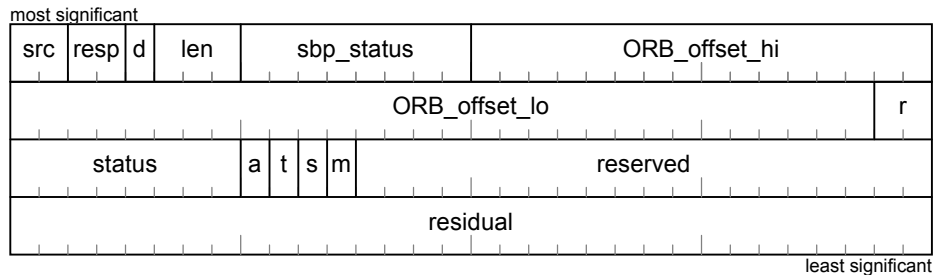 most significant
src resp d len sbp_status ORB_offset_hi
ORB_offset_lo r
status a t s m reserved
residual
least significant